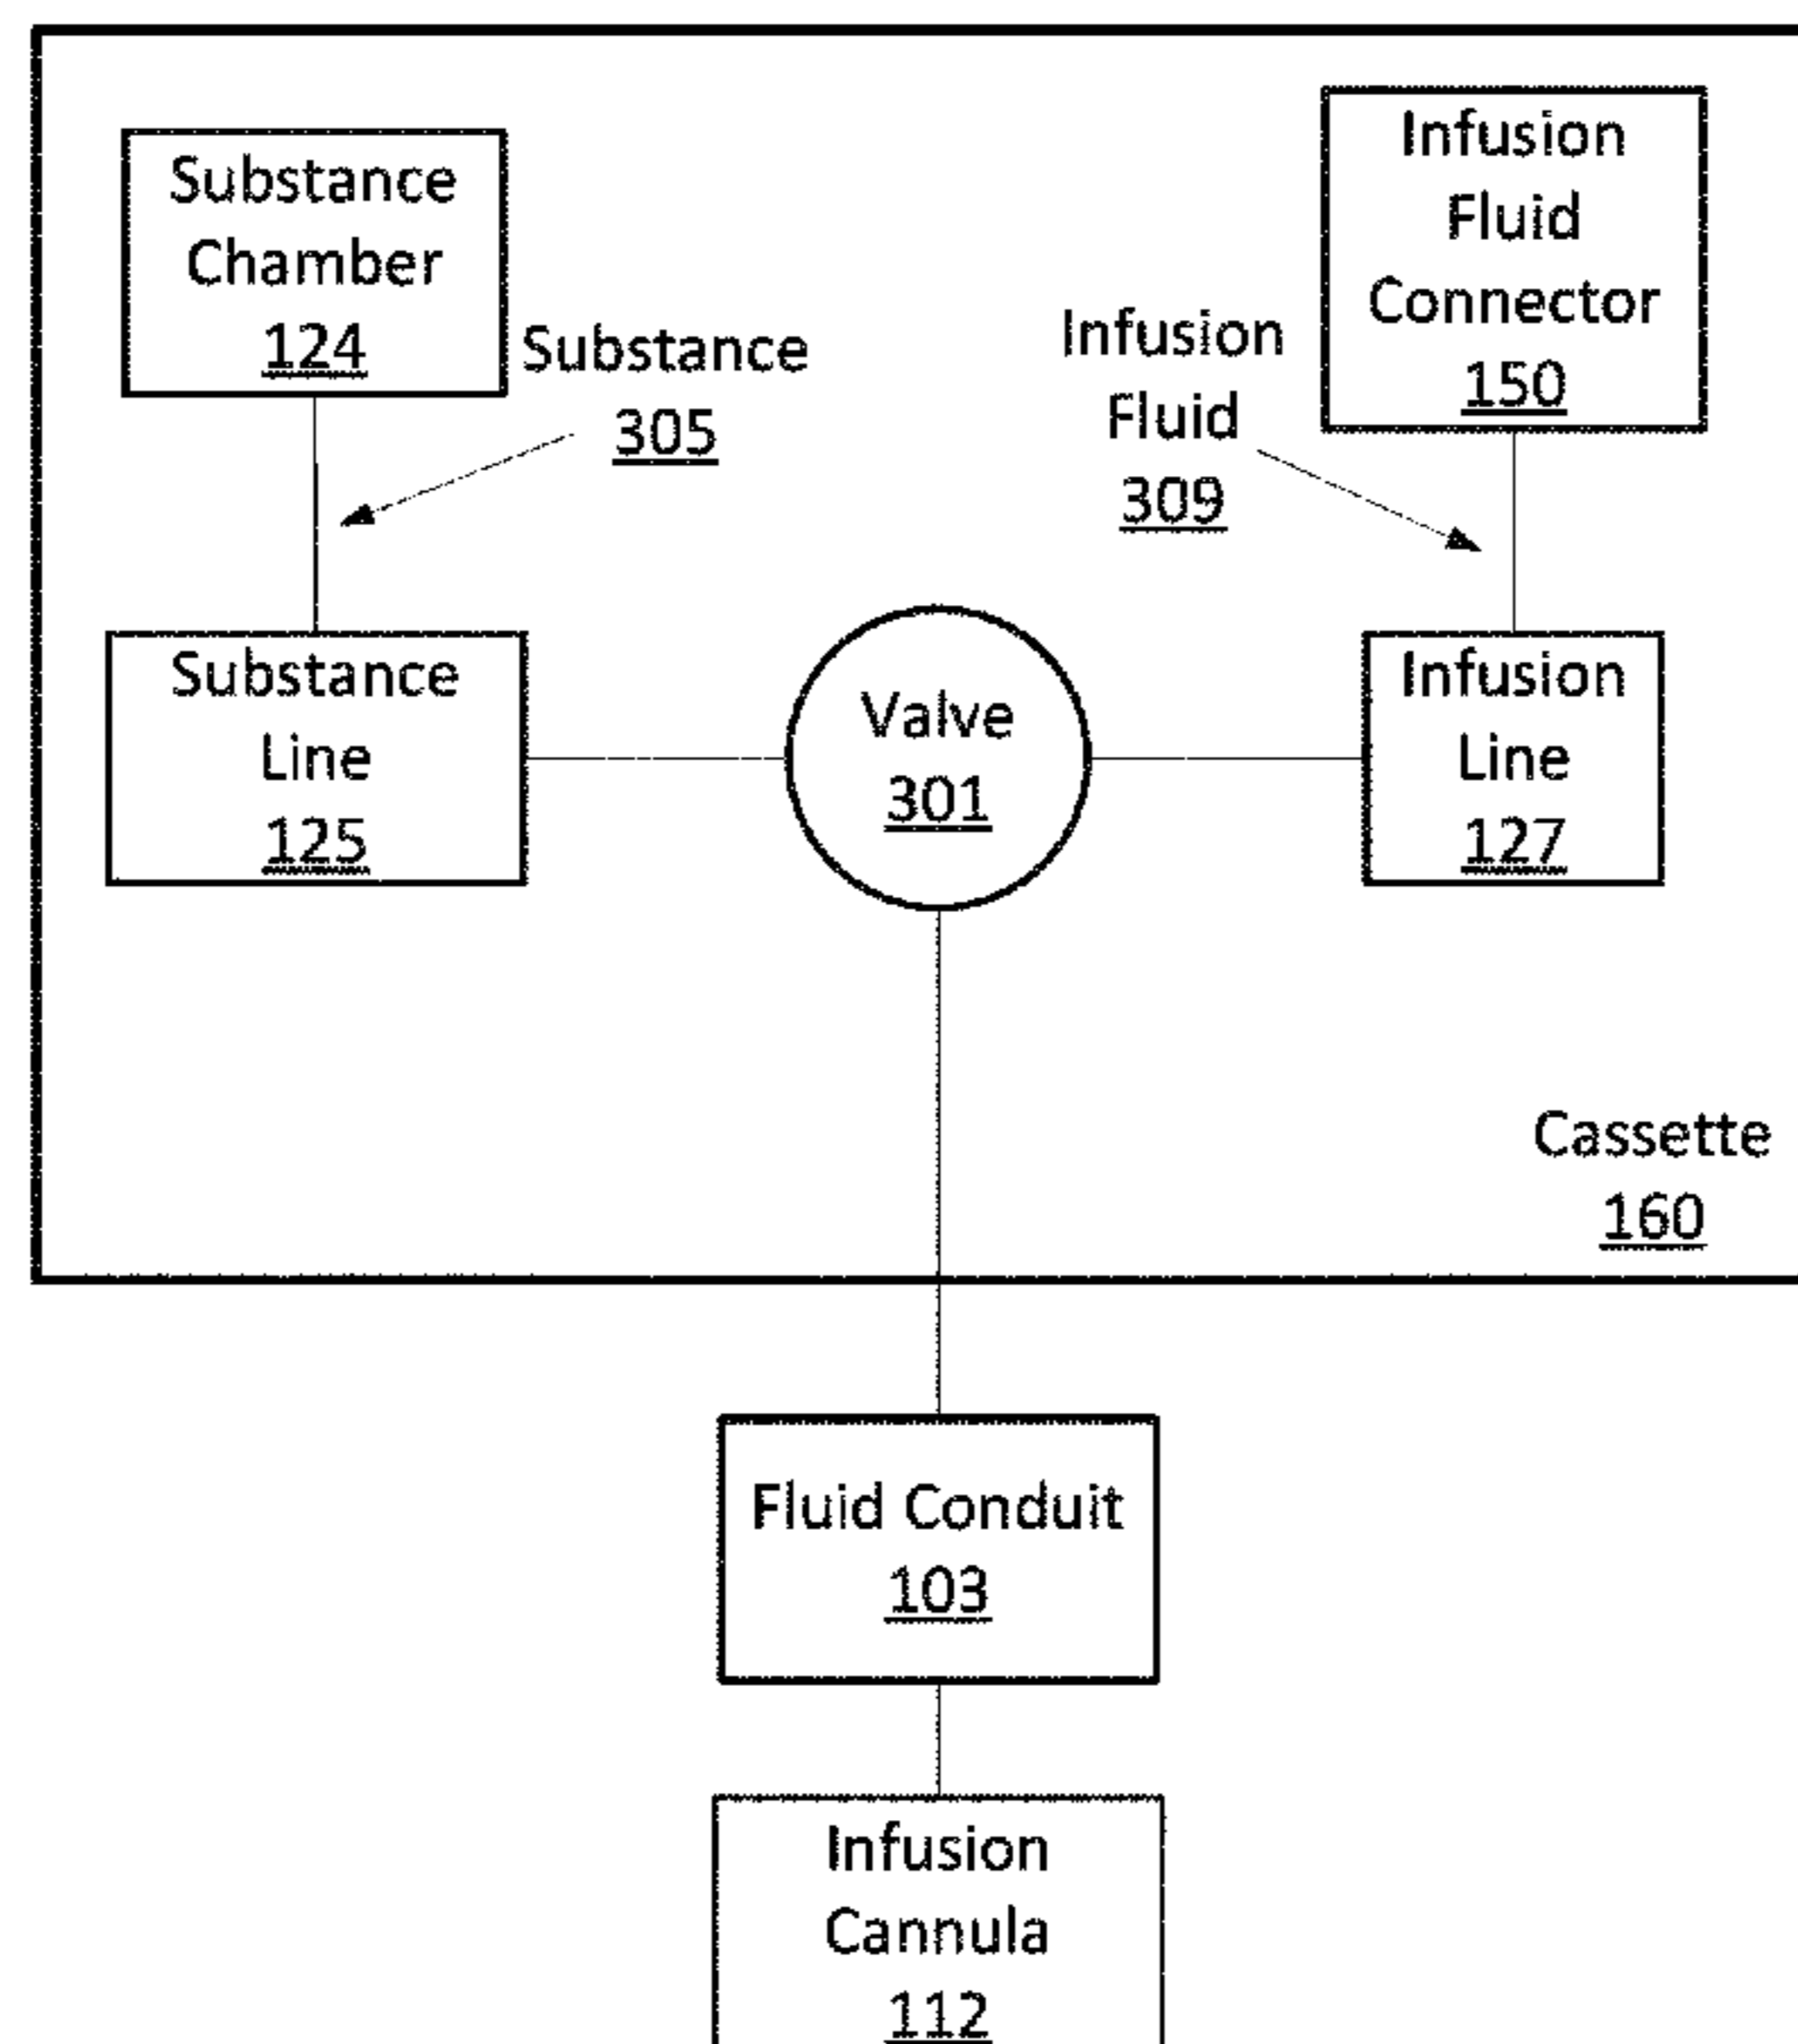 Substance
Chamber
124
Substance
305
Infusion
Fluid
309
Infusion
Fluid
Connector
150
Substance
Line
125
Valve
301
Infusion
Line
127
Cassette
160
Fluid Conduit
103
Infusion
Cannula
112